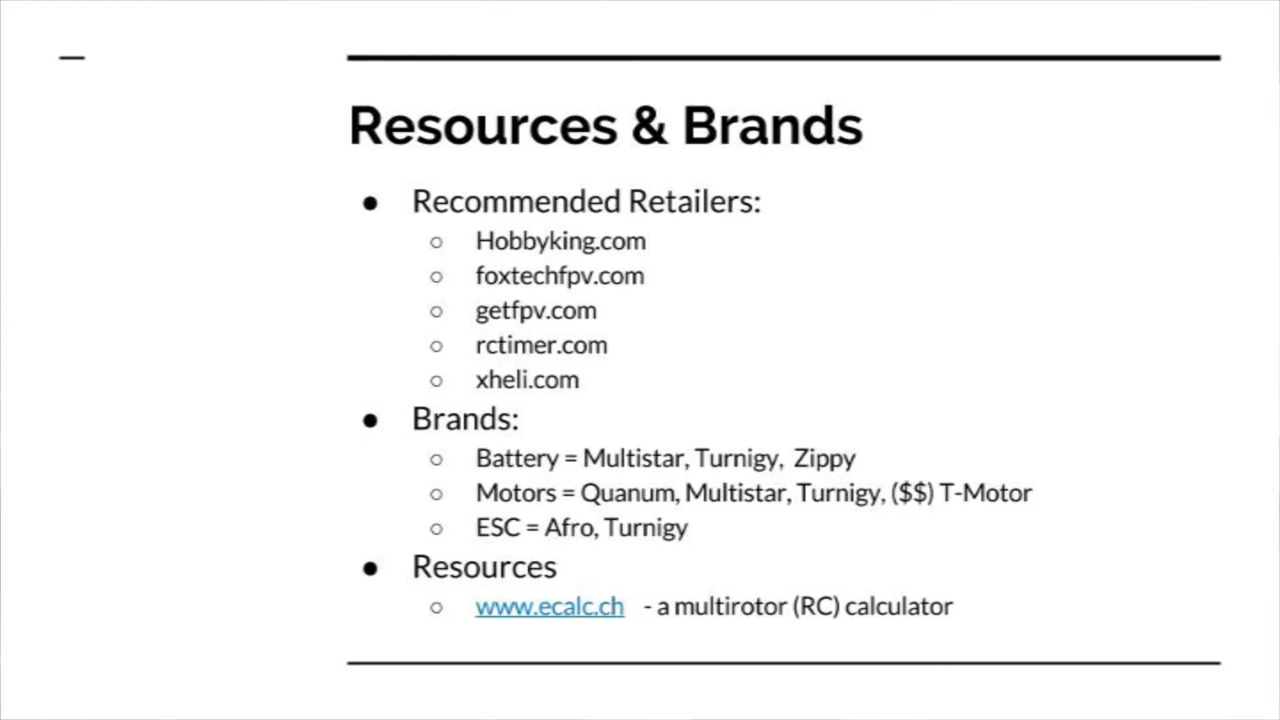 Resources & Brands
● Recommended Retailers:
○ Hobbyking.com
○ foxtechfpv.com
○ getfpv.com
○ rctimer.com
○ xheli.com
● Brands:
○ Battery = Multistar, Turnigy, Zippy
○ Motors = Quanum, Multistar, Turnigy, ($$) T-Motor
○ ESC = Afro, Turnigy
● Resources
○ www.ecalc.ch - a multirotor (RC) calculator